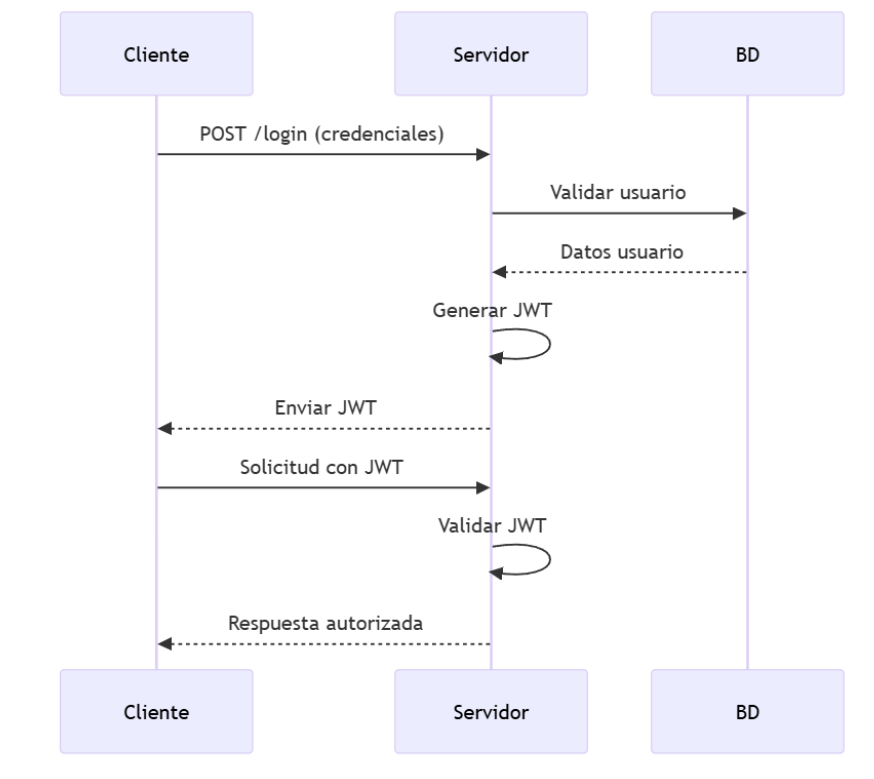 Cliente
Servidor
BD
POST /login (credenciales)
Validar usuario
Datos usuario
Generar JWT
Enviar JWT
Solicitud con JWT
Validar JWT
Respuesta autorizada
Cliente
Servidor
BD